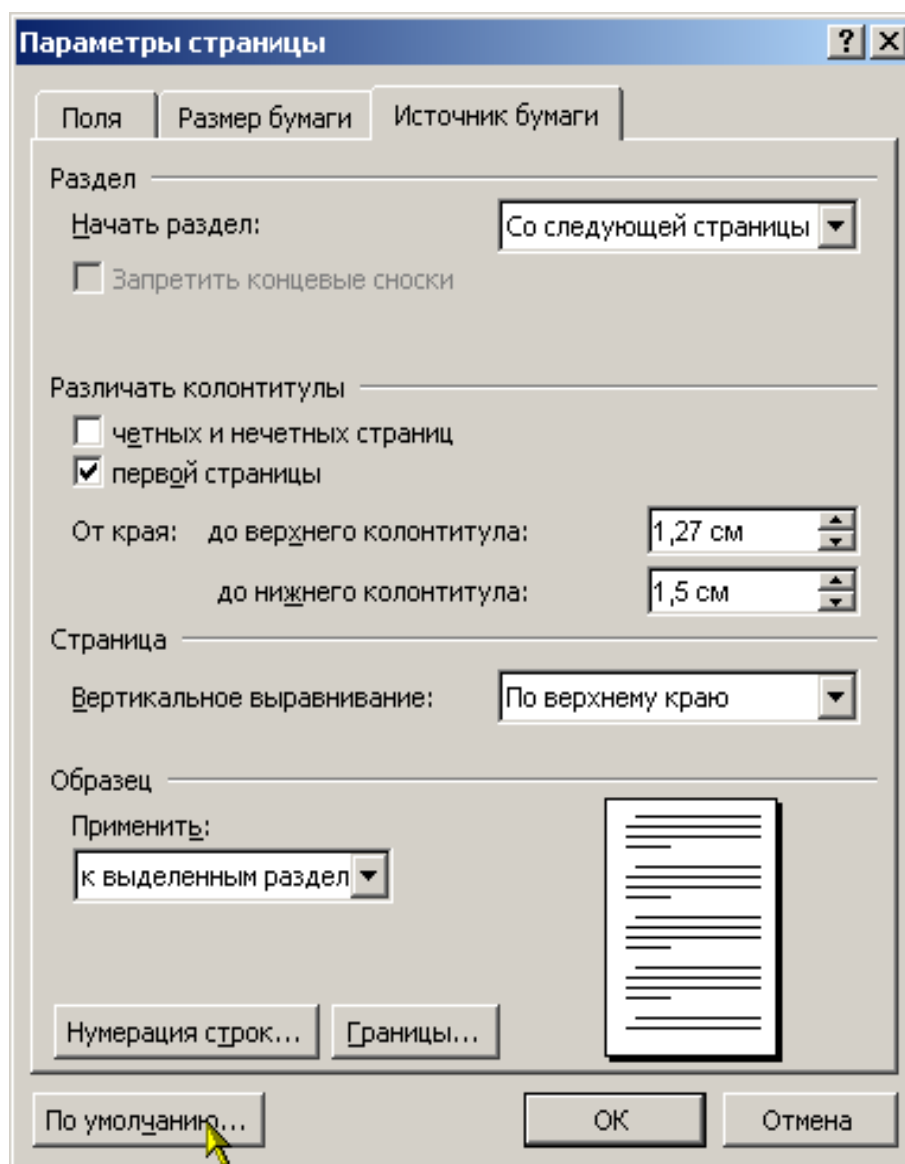 Параметры страницы
Поля Размер бумаги Источник бумаги
Раздел
Начать раздел: Со следующей страницы
Запретить концевые сноски
Различать колонтитулы
четных и нечетных страниц
первой страницы
От края: до верхнего колонтитула: 1,27 см
до нижнего колонтитула: 1,5 см
Страница
Вертикальное выравнивание: По верхнему краю
Образец
Применить:
к выделенным раздел
Нумерация строк... Границы...
По умолчанию... ОК Отмена